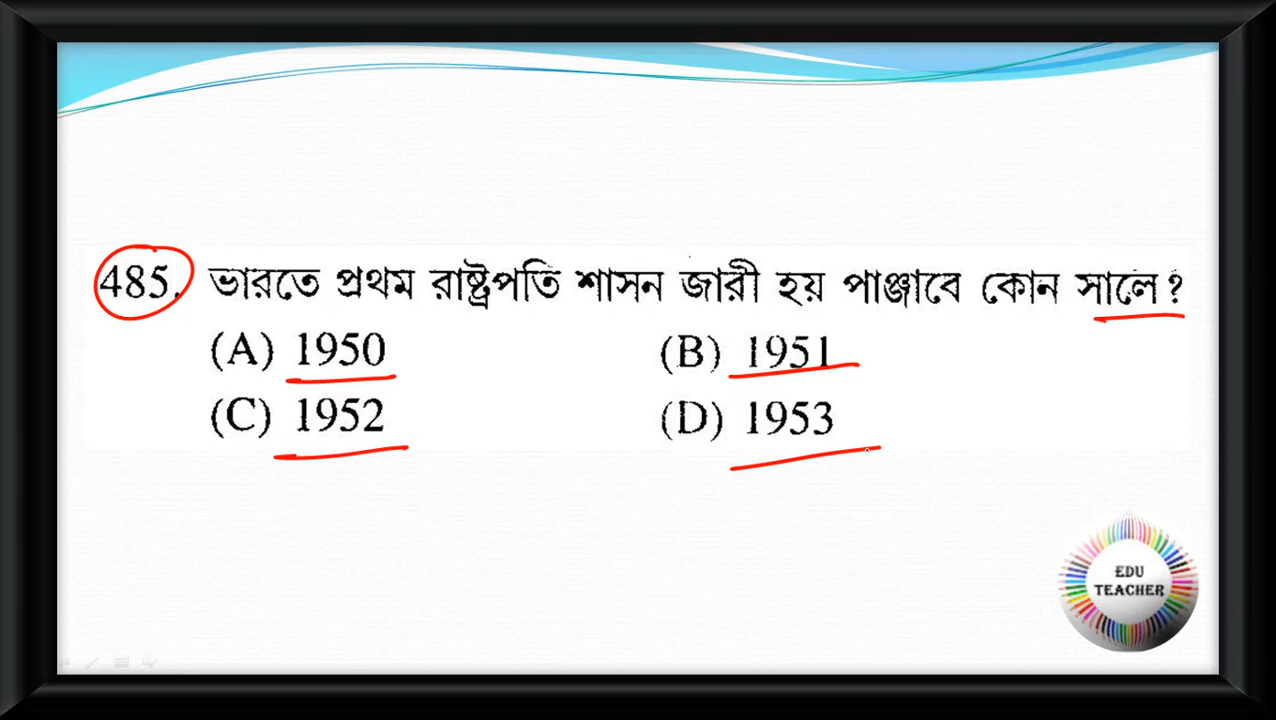 485. ভারতে প্রথম রাষ্ট্রপতি শাসন জারী হয় পাঞ্জাবে কোন সালে?
(A) 1950 (B) 1951
(C) 1952 (D) 1953
EDU
TEACHER